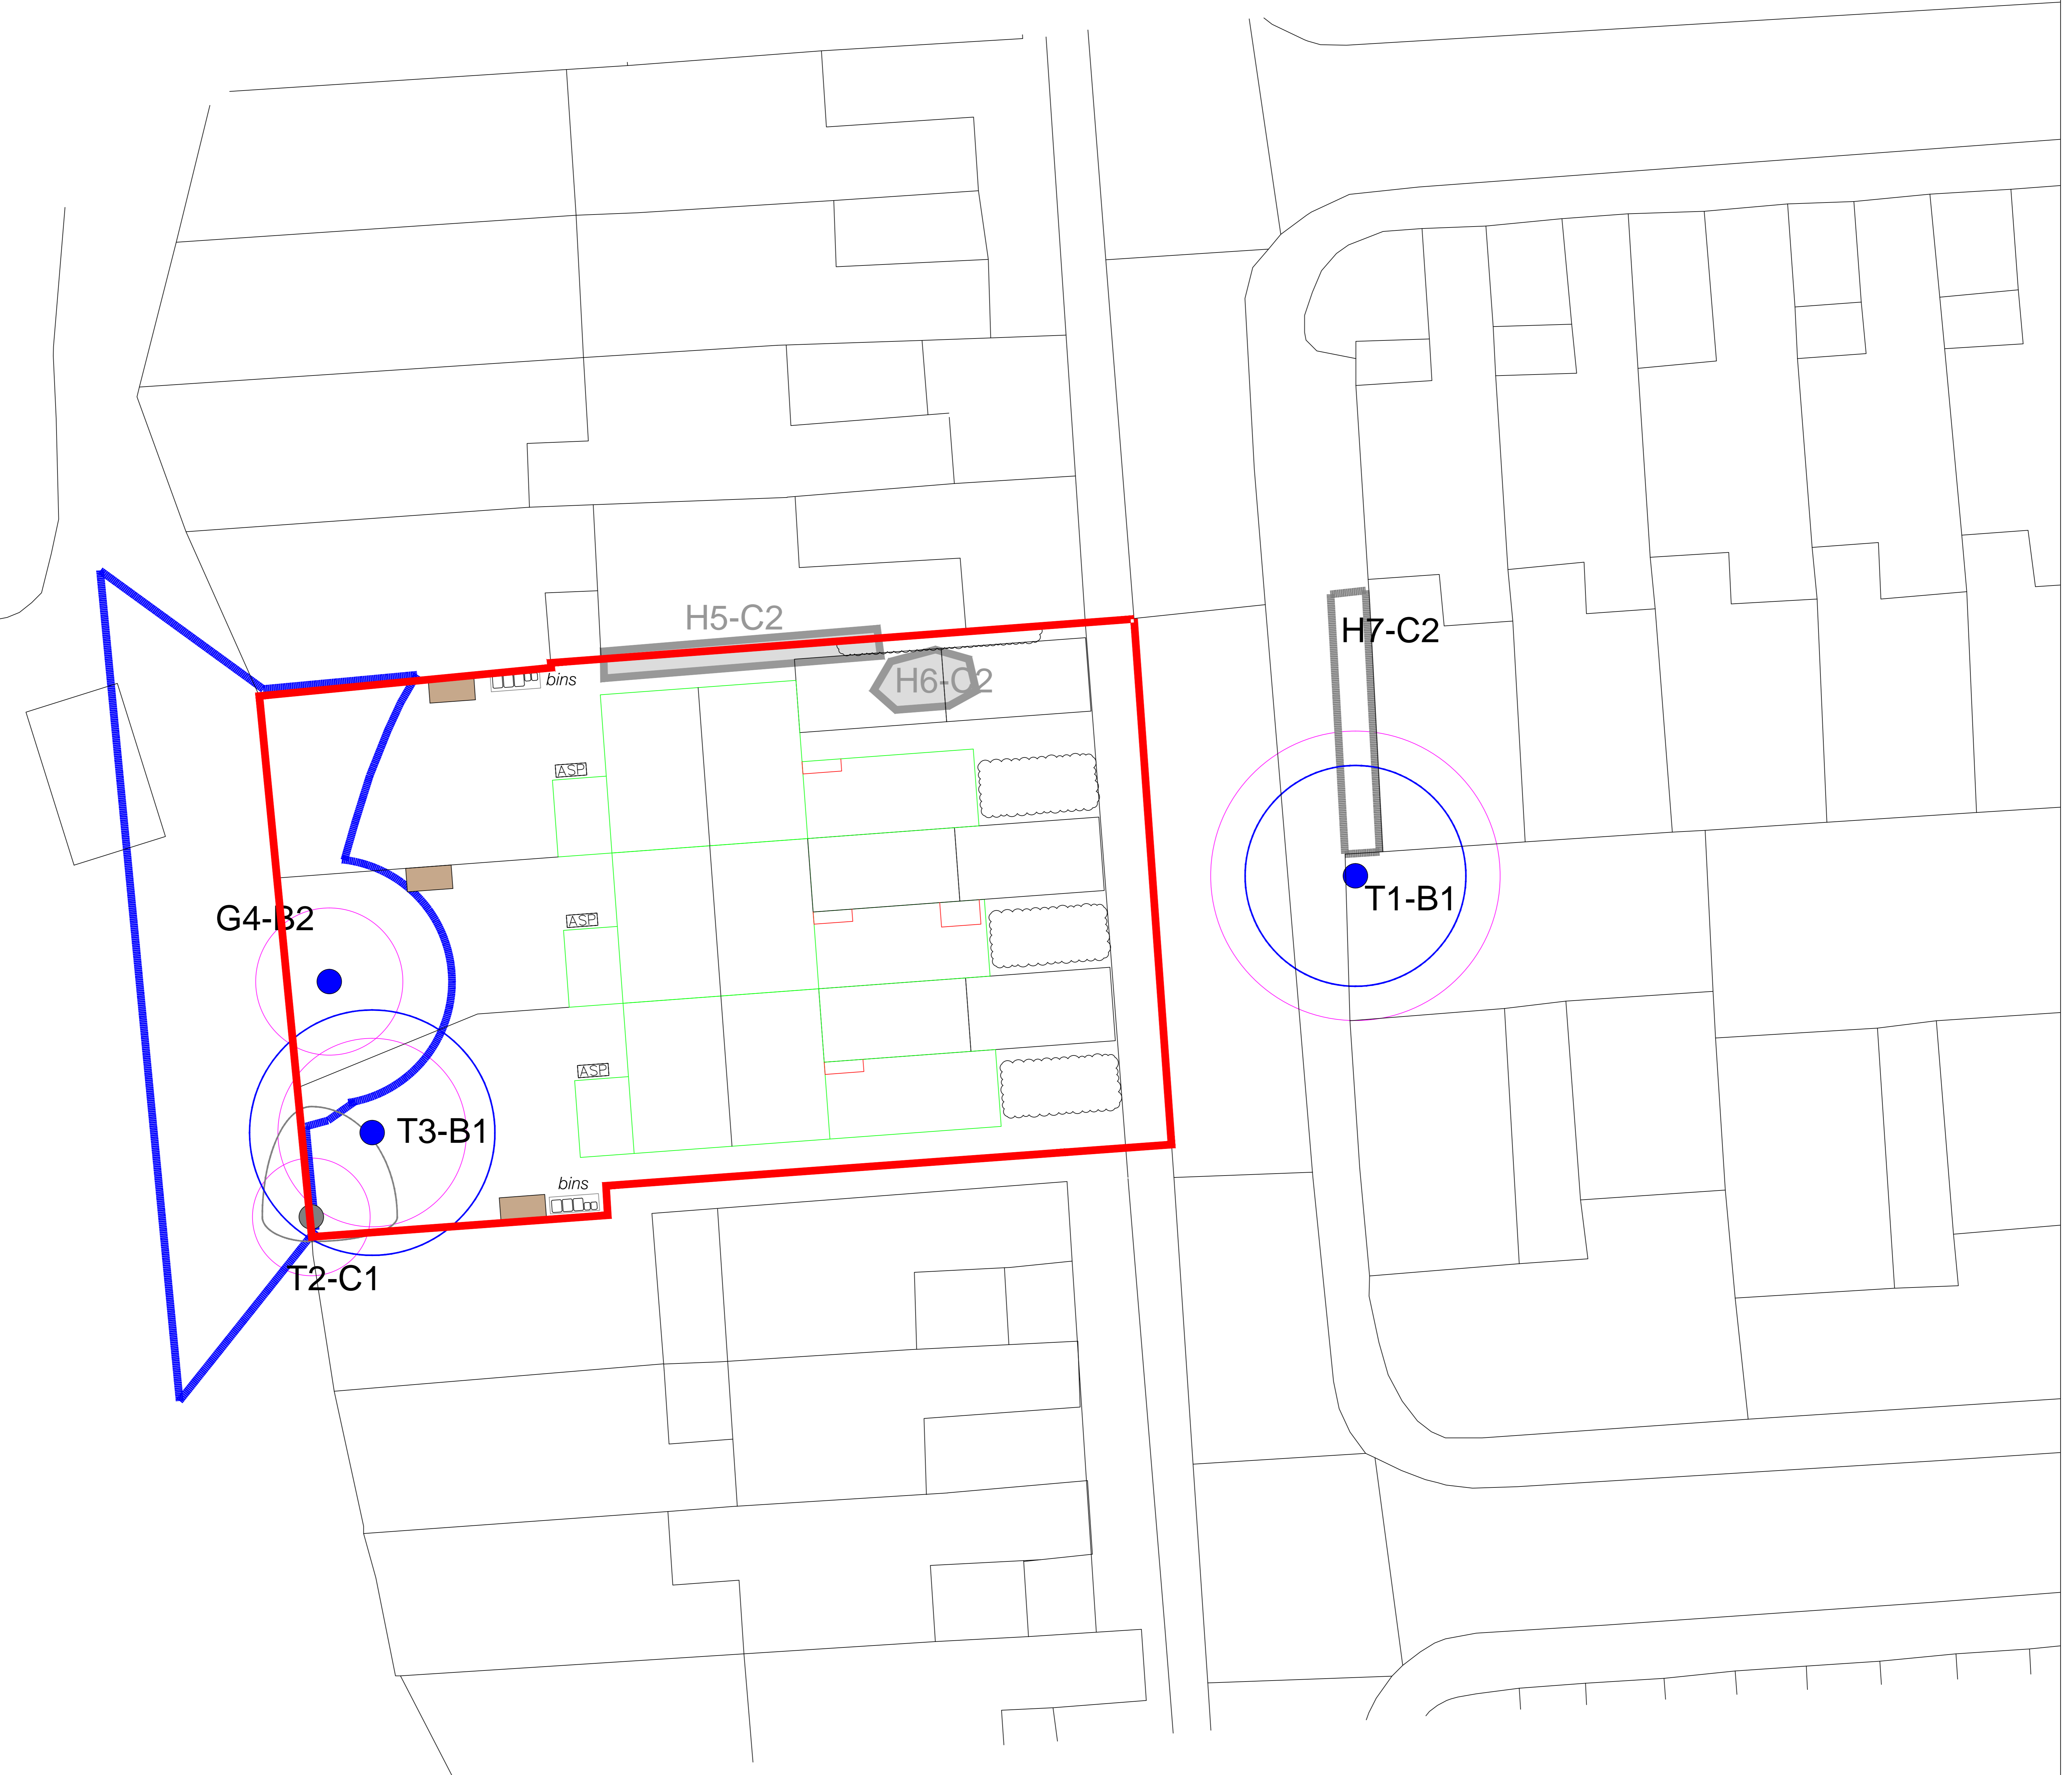 H5-C2
H7-C2
bins
H6-C2
ASP
T1-B1
G4-B2
ASP
ASP
T3-B1
bins
T2-C1